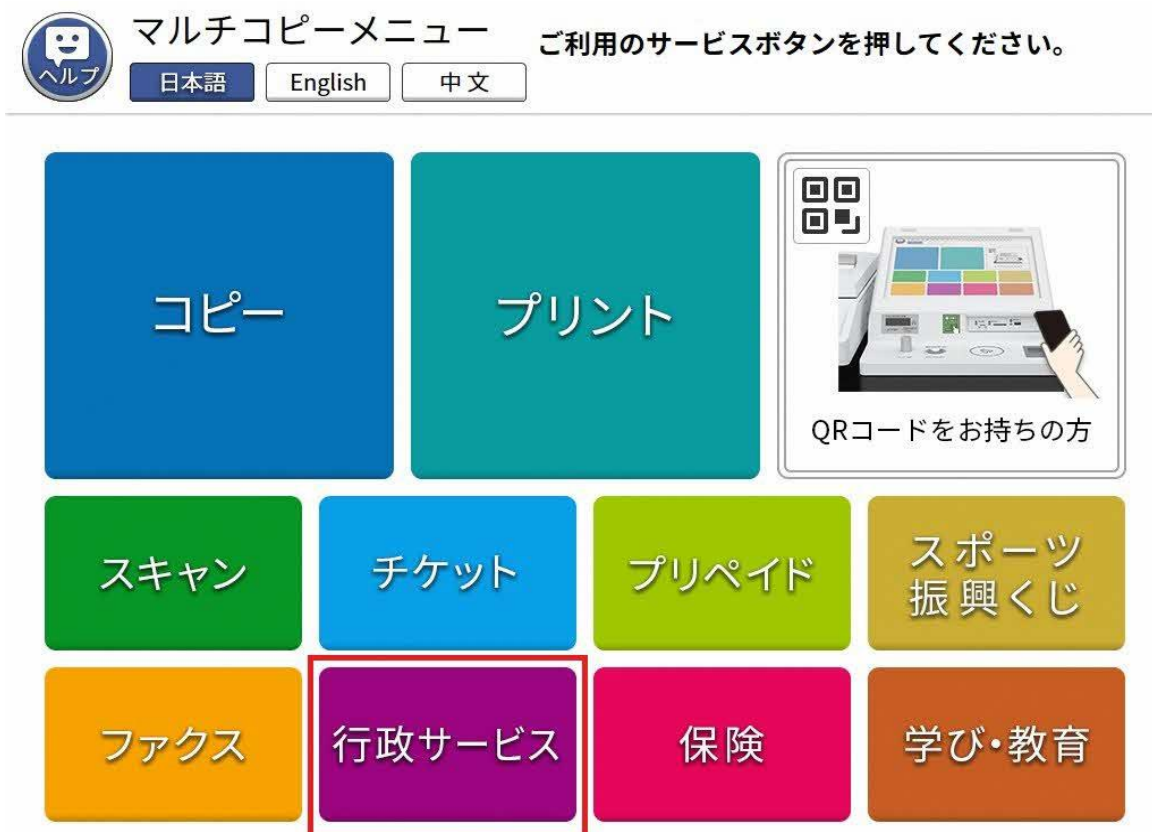 マルチコピーメニュー
ご利用のサービスボタンを押してください。
ヘルプ
日本語
English
中文
コピー
プリント
QRコードをお持ちの方
スキャン
チケット
プリペイド
スポーツ
振興くじ
ファクス
行政サービス
保険
学び・教育